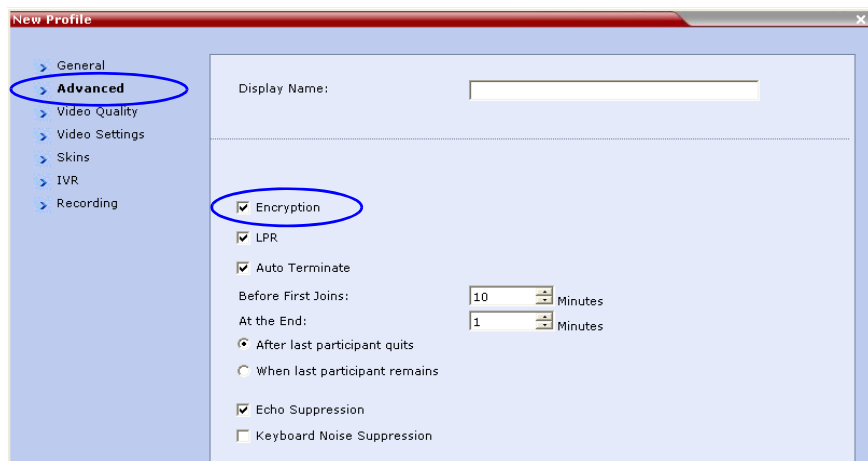 New Profile
General
Advanced
Video Quality
Video Settings
Skins
IVR
Recording
Display Name:
Encryption
LPR
Auto Terminate
Before First Joins: 10 Minutes
At the End: 1 Minutes
After last participant quits
When last participant remains
Echo Suppression
Keyboard Noise Suppression